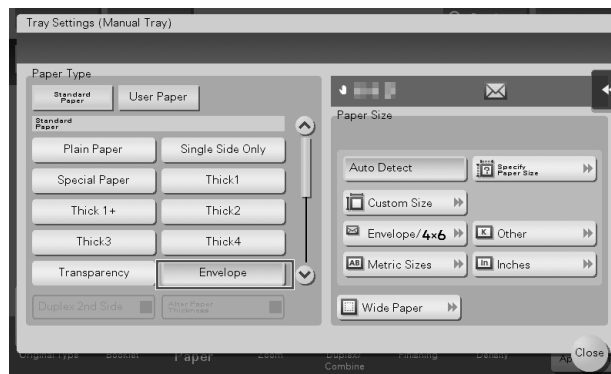 Tray Settings (Manual Tray)
Paper Type
Standard Paper
User Paper
Standard Paper
Plain Paper
Single Side Only
Special Paper
Thick1
Thick 1+
Thick2
Thick3
Thick4
Transparency
Envelope
Duplex 2nd Side
Paper Size
Auto Detect
Specify Paper Size
Custom Size
Envelope/4×6
Other
Metric Sizes
Inches
Wide Paper
Original Type
Booklet
Paper
Zoom
Duplex/
Combine
Finishing
Density
Close